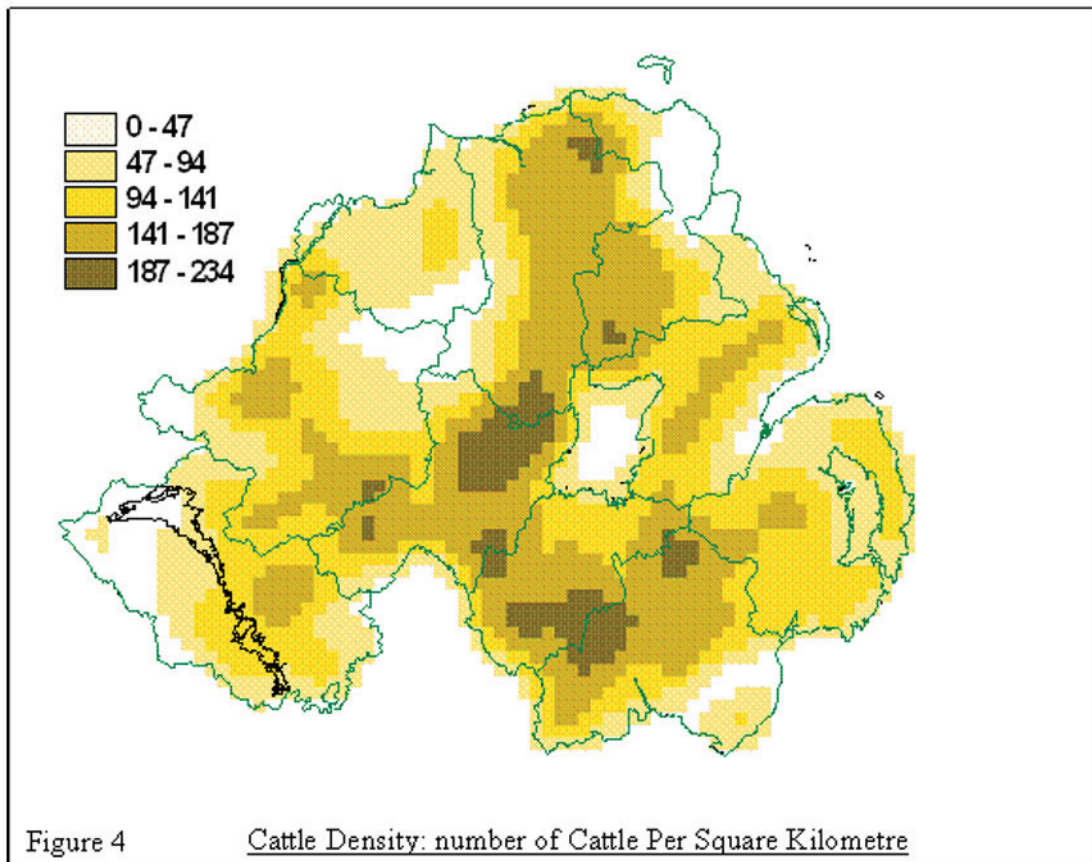 0 - 47
47 - 94
94 - 141
141 - 187
187 - 234
Figure 4 Cattle Density: number of Cattle Per Square Kilometre